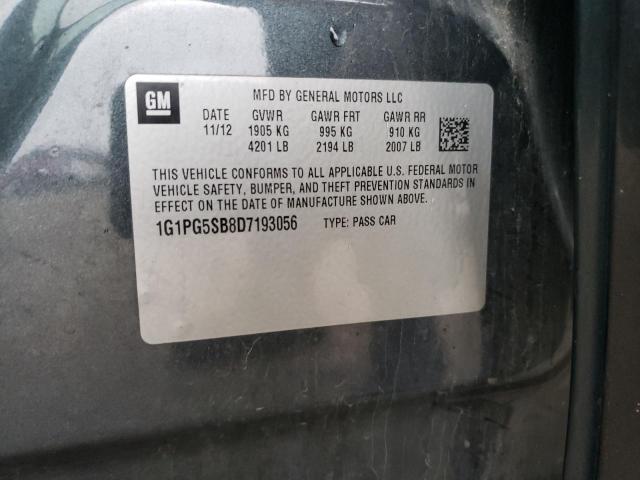 GM
MFD BY GENERAL MOTORS LLC
DATE GVWR GAWR FRT GAWR RR
11/12 1905 KG 995 KG 910 KG
4201 LB 2194 LB 2007 LB
THIS VEHICLE CONFORMS TO ALL APPLICABLE U.S. FEDERAL MOTOR
VEHICLE SAFETY, BUMPER, AND THEFT PREVENTION STANDARDS IN
EFFECT ON THE DATE OF MANUFACTURE SHOWN ABOVE.
1G1PG5SB8D7193056 TYPE: PASS CAR